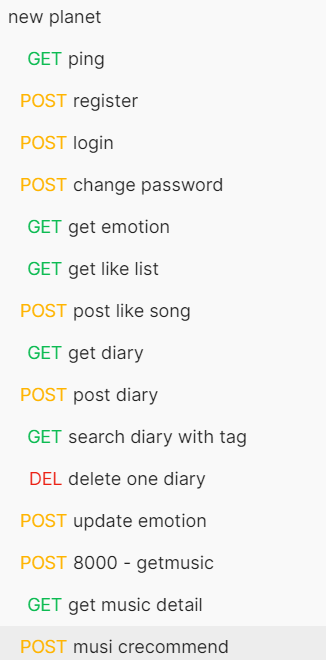 new planet
GET ping
POST register
POST login
POST change password
GET get emotion
GET get like list
POST post like song
GET get diary
POST post diary
GET search diary with tag
DEL delete one diary
POST update emotion
POST 8000 - getmusic
GET get music detail
POST musi crecommend